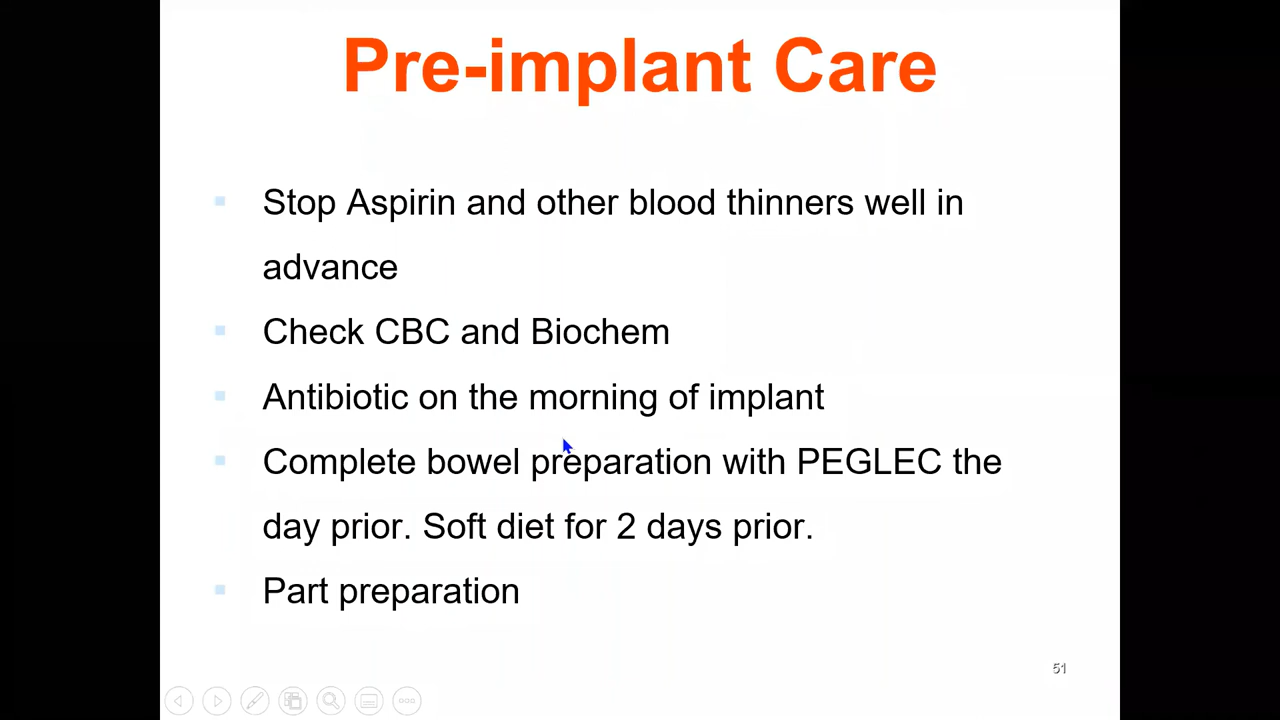 Pre-implant Care
Stop Aspirin and other blood thinners well in
advance
Check CBC and Biochem
Antibiotic on the morning of implant
Complete bowel preparation with PEGLEC the
day prior. Soft diet for 2 days prior.
Part preparation
51